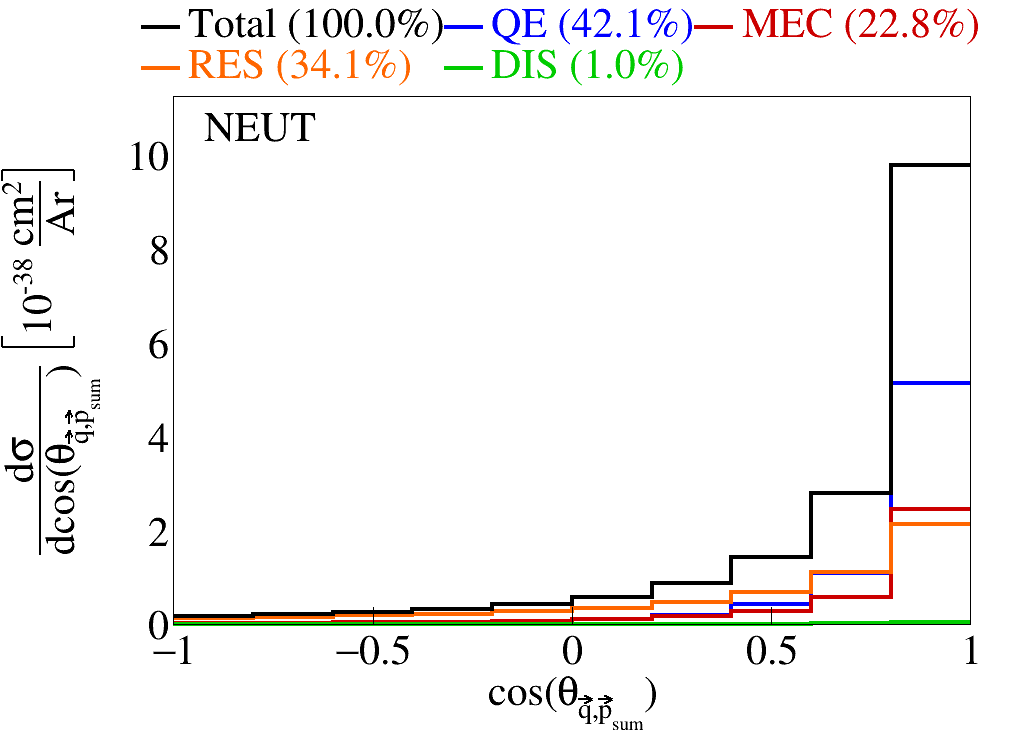 Total (100.0%) QE (42.1%) MEC (22.8%)
RES (34.1%) DIS (1.0%)
NEUT
10
8
6
4
2
0
dσ
dcos(θq⃗,p⃗sum)
[10-38 cm2
Ar]
−1 −0.5 0 0.5 1
cos(θq⃗,p⃗sum)